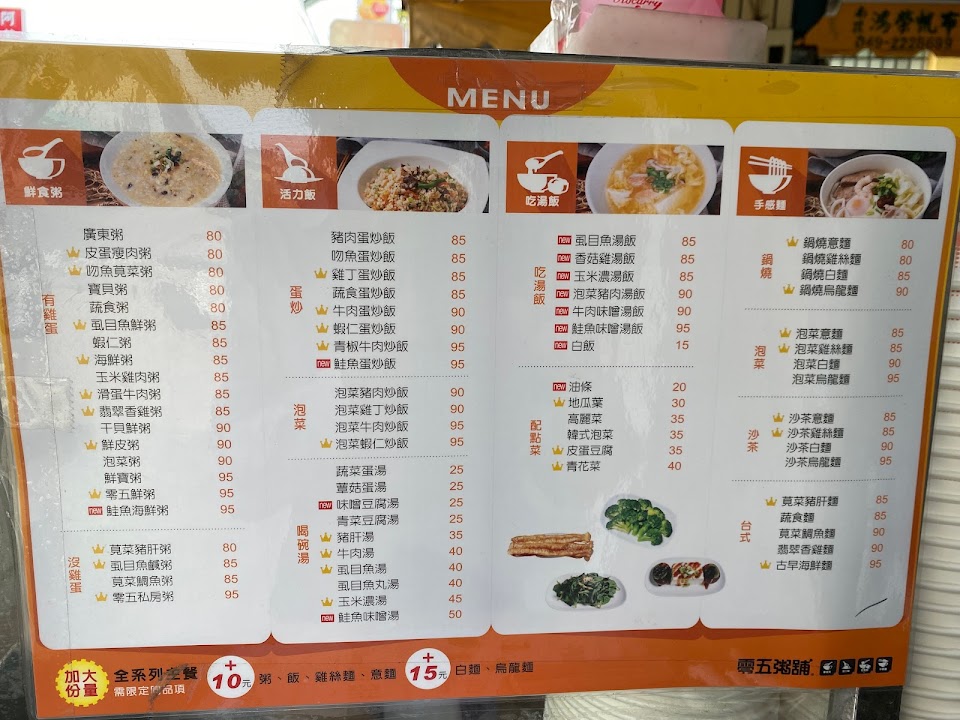 阿
鴻馨帆布
049-2228689
MENU
鮮食粥
有雞蛋
廣東粥 80
皮蛋瘦肉粥 80
吻魚莧菜粥 80
寶貝粥 80
蔬食粥 80
虱目魚鮮粥 85
蝦仁粥 85
海鮮粥 85
玉米雞肉粥 85
滑蛋牛肉粥 85
翡翠香雞粥 85
干貝鮮粥 90
鮮皮粥 90
泡菜粥 90
鮮寶粥 95
零五鮮粥 95
new 鮭魚海鮮粥 95
沒雞蛋
莧菜豬肝粥 80
虱目魚鹹粥 85
莧菜鯛魚粥 85
零五私房粥 95
活力飯
蛋炒
豬肉蛋炒飯 85
吻魚蛋炒飯 85
雞丁蛋炒飯 85
蔬食蛋炒飯 85
牛肉蛋炒飯 90
蝦仁蛋炒飯 90
青椒牛肉炒飯 95
new 鮭魚蛋炒飯 95
泡菜
泡菜豬肉炒飯 90
泡菜雞丁炒飯 90
泡菜牛肉炒飯 95
泡菜蝦仁炒飯 95
喝碗湯
蔬菜蛋湯 25
蕈菇蛋湯 25
new 味噌豆腐湯 25
青菜豆腐湯 25
豬肝湯 35
牛肉湯 40
虱目魚湯 40
虱目魚丸湯 40
玉米濃湯 45
new 鮭魚味噌湯 50
吃湯飯
吃湯飯
new 虱目魚湯飯 85
new 香菇雞湯飯 85
new 玉米濃湯飯 85
new 泡菜豬肉湯飯 90
new 牛肉味噌湯飯 90
new 鮭魚味噌湯飯 95
new 白飯 15
配點菜
new 油條 20
地瓜葉 30
高麗菜 35
韓式泡菜 35
皮蛋豆腐 35
青花菜 40
手感麵
鍋燒
鍋燒意麵 80
鍋燒雞絲麵 80
鍋燒白麵 85
鍋燒烏龍麵 90
泡菜
泡菜意麵 85
泡菜雞絲麵 85
泡菜白麵 90
泡菜烏龍麵 95
沙茶
沙茶意麵 85
沙茶雞絲麵 85
沙茶白麵 90
沙茶烏龍麵 95
台式
莧菜豬肝麵 85
蔬食麵 85
莧菜鯛魚麵 90
翡翠香雞麵 90
古早海鮮麵 95
加大份量
全系列主餐
需限定品項
+10元 粥、飯、雞絲麵、意麵
+15元 白麵、烏龍麵
零五粥舖